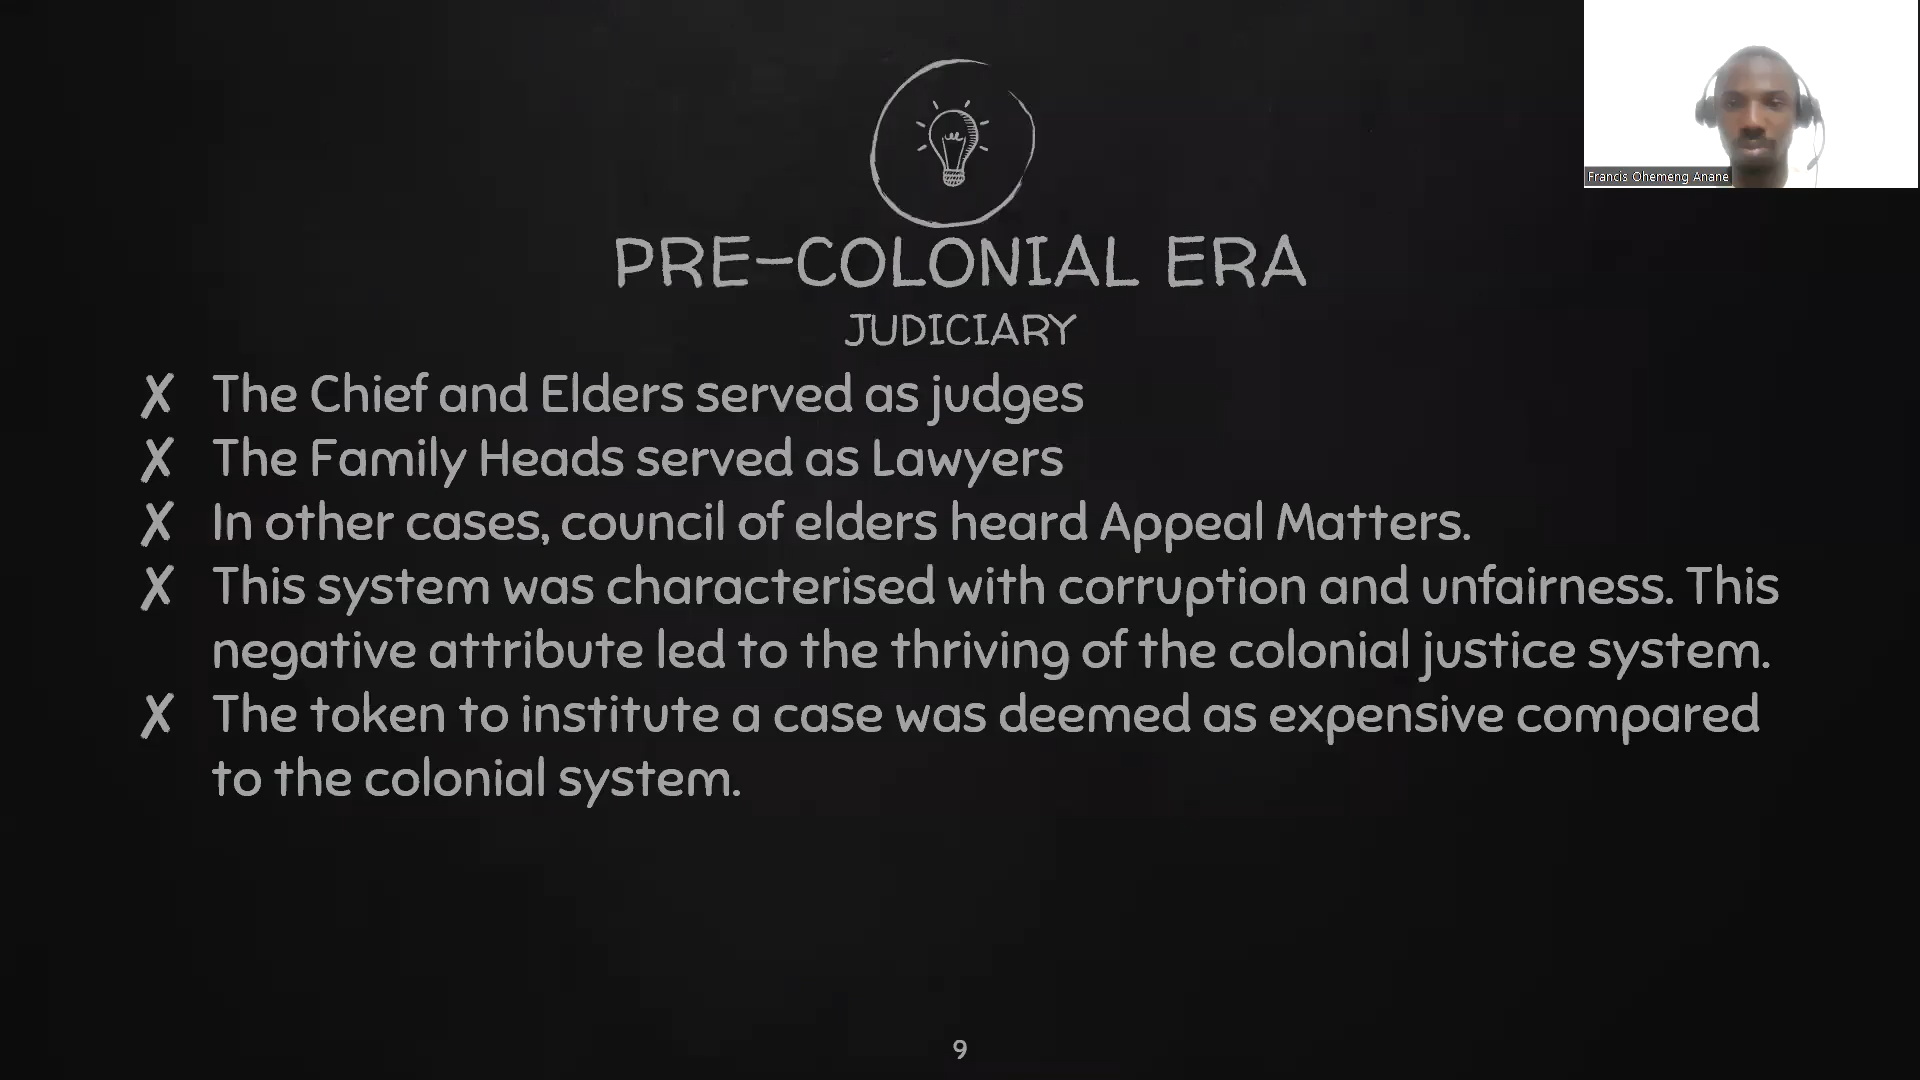 Francis Ohemeng Anane
PRE-COLONIAL ERA
JUDICIARY
✗ The Chief and Elders served as judges
✗ The Family Heads served as Lawyers
✗ In other cases, council of elders heard Appeal Matters.
✗ This system was characterised with corruption and unfairness. This
negative attribute led to the thriving of the colonial justice system.
✗ The token to institute a case was deemed as expensive compared
to the colonial system.
9